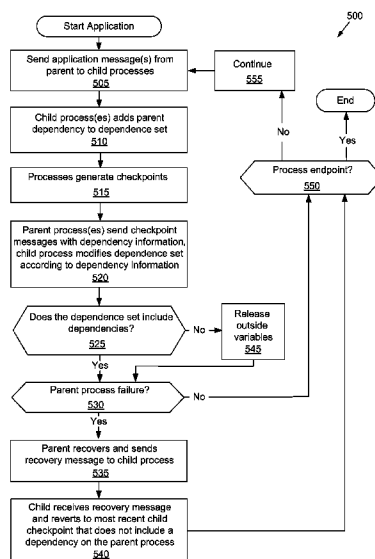 500
Start Application
Send application message(s) from
parent to child processes
505
Continue
555
End
Child process(es) adds parent
dependency to dependence set
510
No
Yes
Processes generate checkpoints
515
Process endpoint?
550
Parent process(es) send checkpoint
messages with dependency information,
child process modifies dependence set
according to dependency Information
520
Does the dependence set include
dependencies?
525
No
Release
outside
variables
545
Yes
Parent process failure?
530
No
Yes
Parent recovers and sends
recovery message to child process
535
Child receives recovery message
and reverts to most recent child
checkpoint that does not include a
dependency on the parent process
540